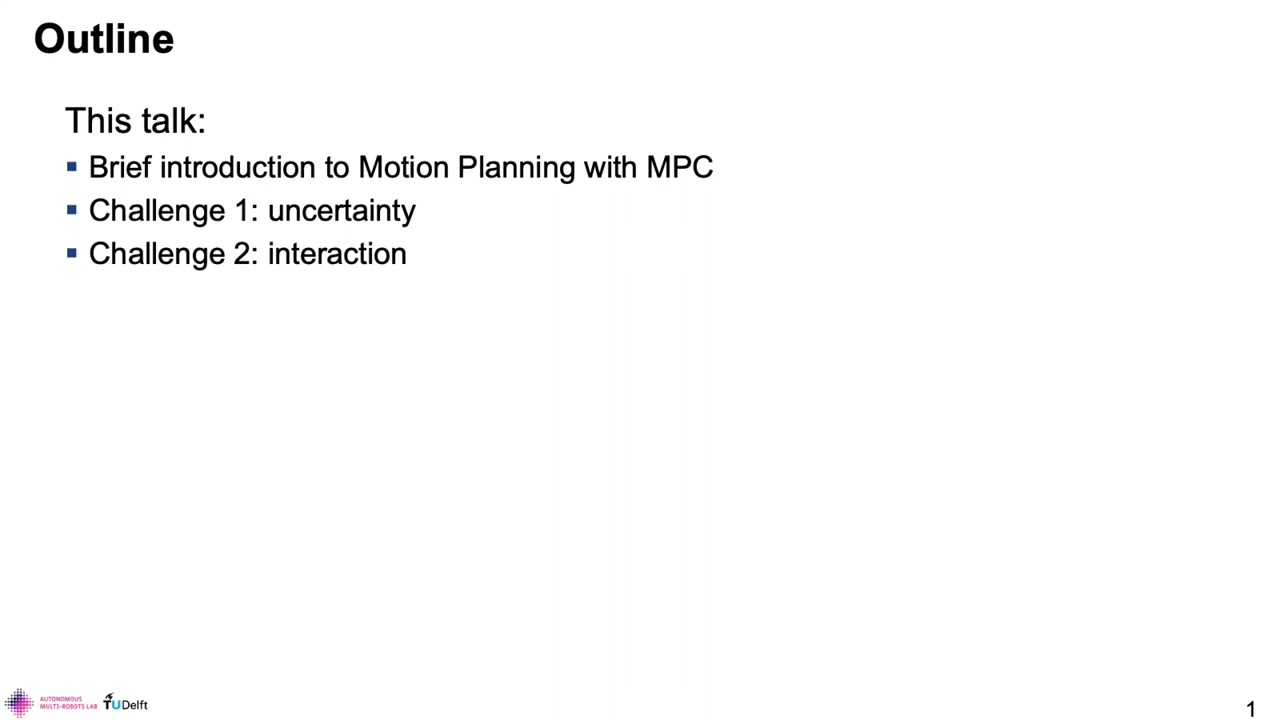 Outline
This talk:
▪ Brief introduction to Motion Planning with MPC
▪ Challenge 1: uncertainty
▪ Challenge 2: interaction
AUTONOMOUS
MULTI-ROBOTS LAB
TUDelft
1